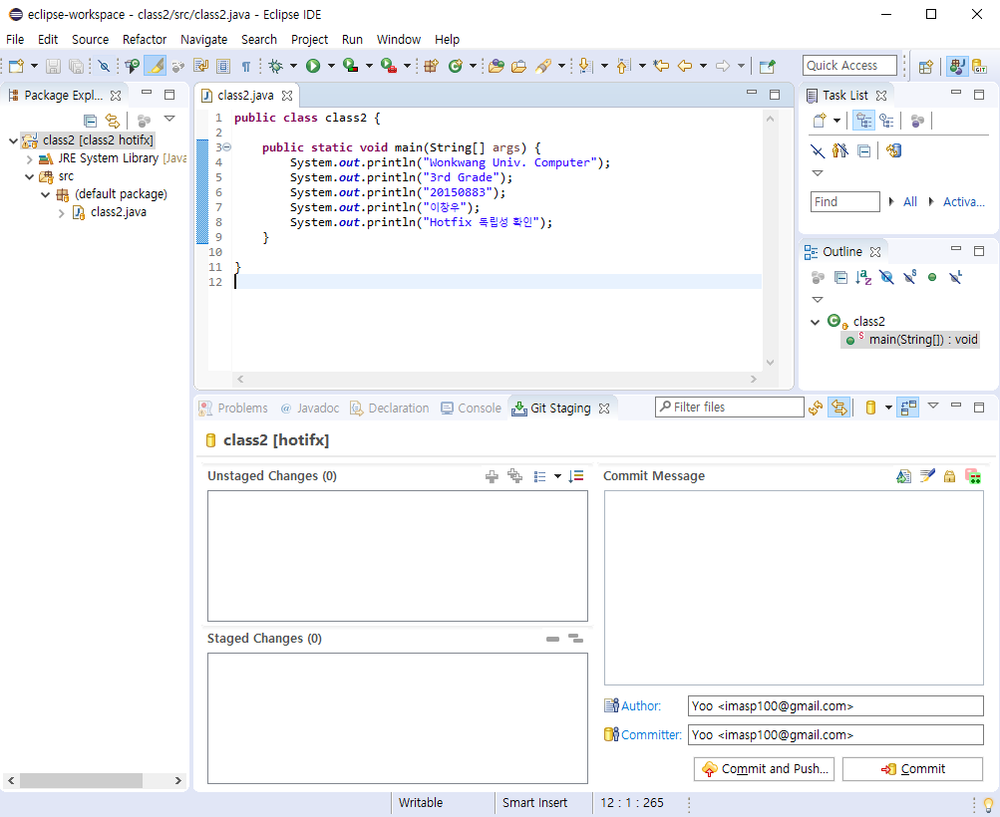 eclipse-workspace - class2/src/class2.java - Eclipse IDE
File Edit Source Refactor Navigate Search Project Run Window Help
Quick Access
Package Expl...
class2 [class2 hotifx]
JRE System Library [Java
src
(default package)
class2.java
class2.java
1 public class class2 {
2
3 public static void main(String[] args) {
4 System.out.println("Wonkwang Univ. Computer");
5 System.out.println("3rd Grade");
6 System.out.println("20150883");
7 System.out.println("이창우");
8 System.out.println("Hotfix 독립성 확인");
9 }
10
11 }
12
Task List
Find All Activa...
Outline
class2
main(String[]) : void
Problems Javadoc Declaration Console Git Staging Filter files
class2 [hotifx]
Unstaged Changes (0)
Staged Changes (0)
Commit Message
Author: Yoo <imasp100@gmail.com>
Committer: Yoo <imasp100@gmail.com>
Commit and Push... Commit
Writable Smart Insert 12 : 1 : 265